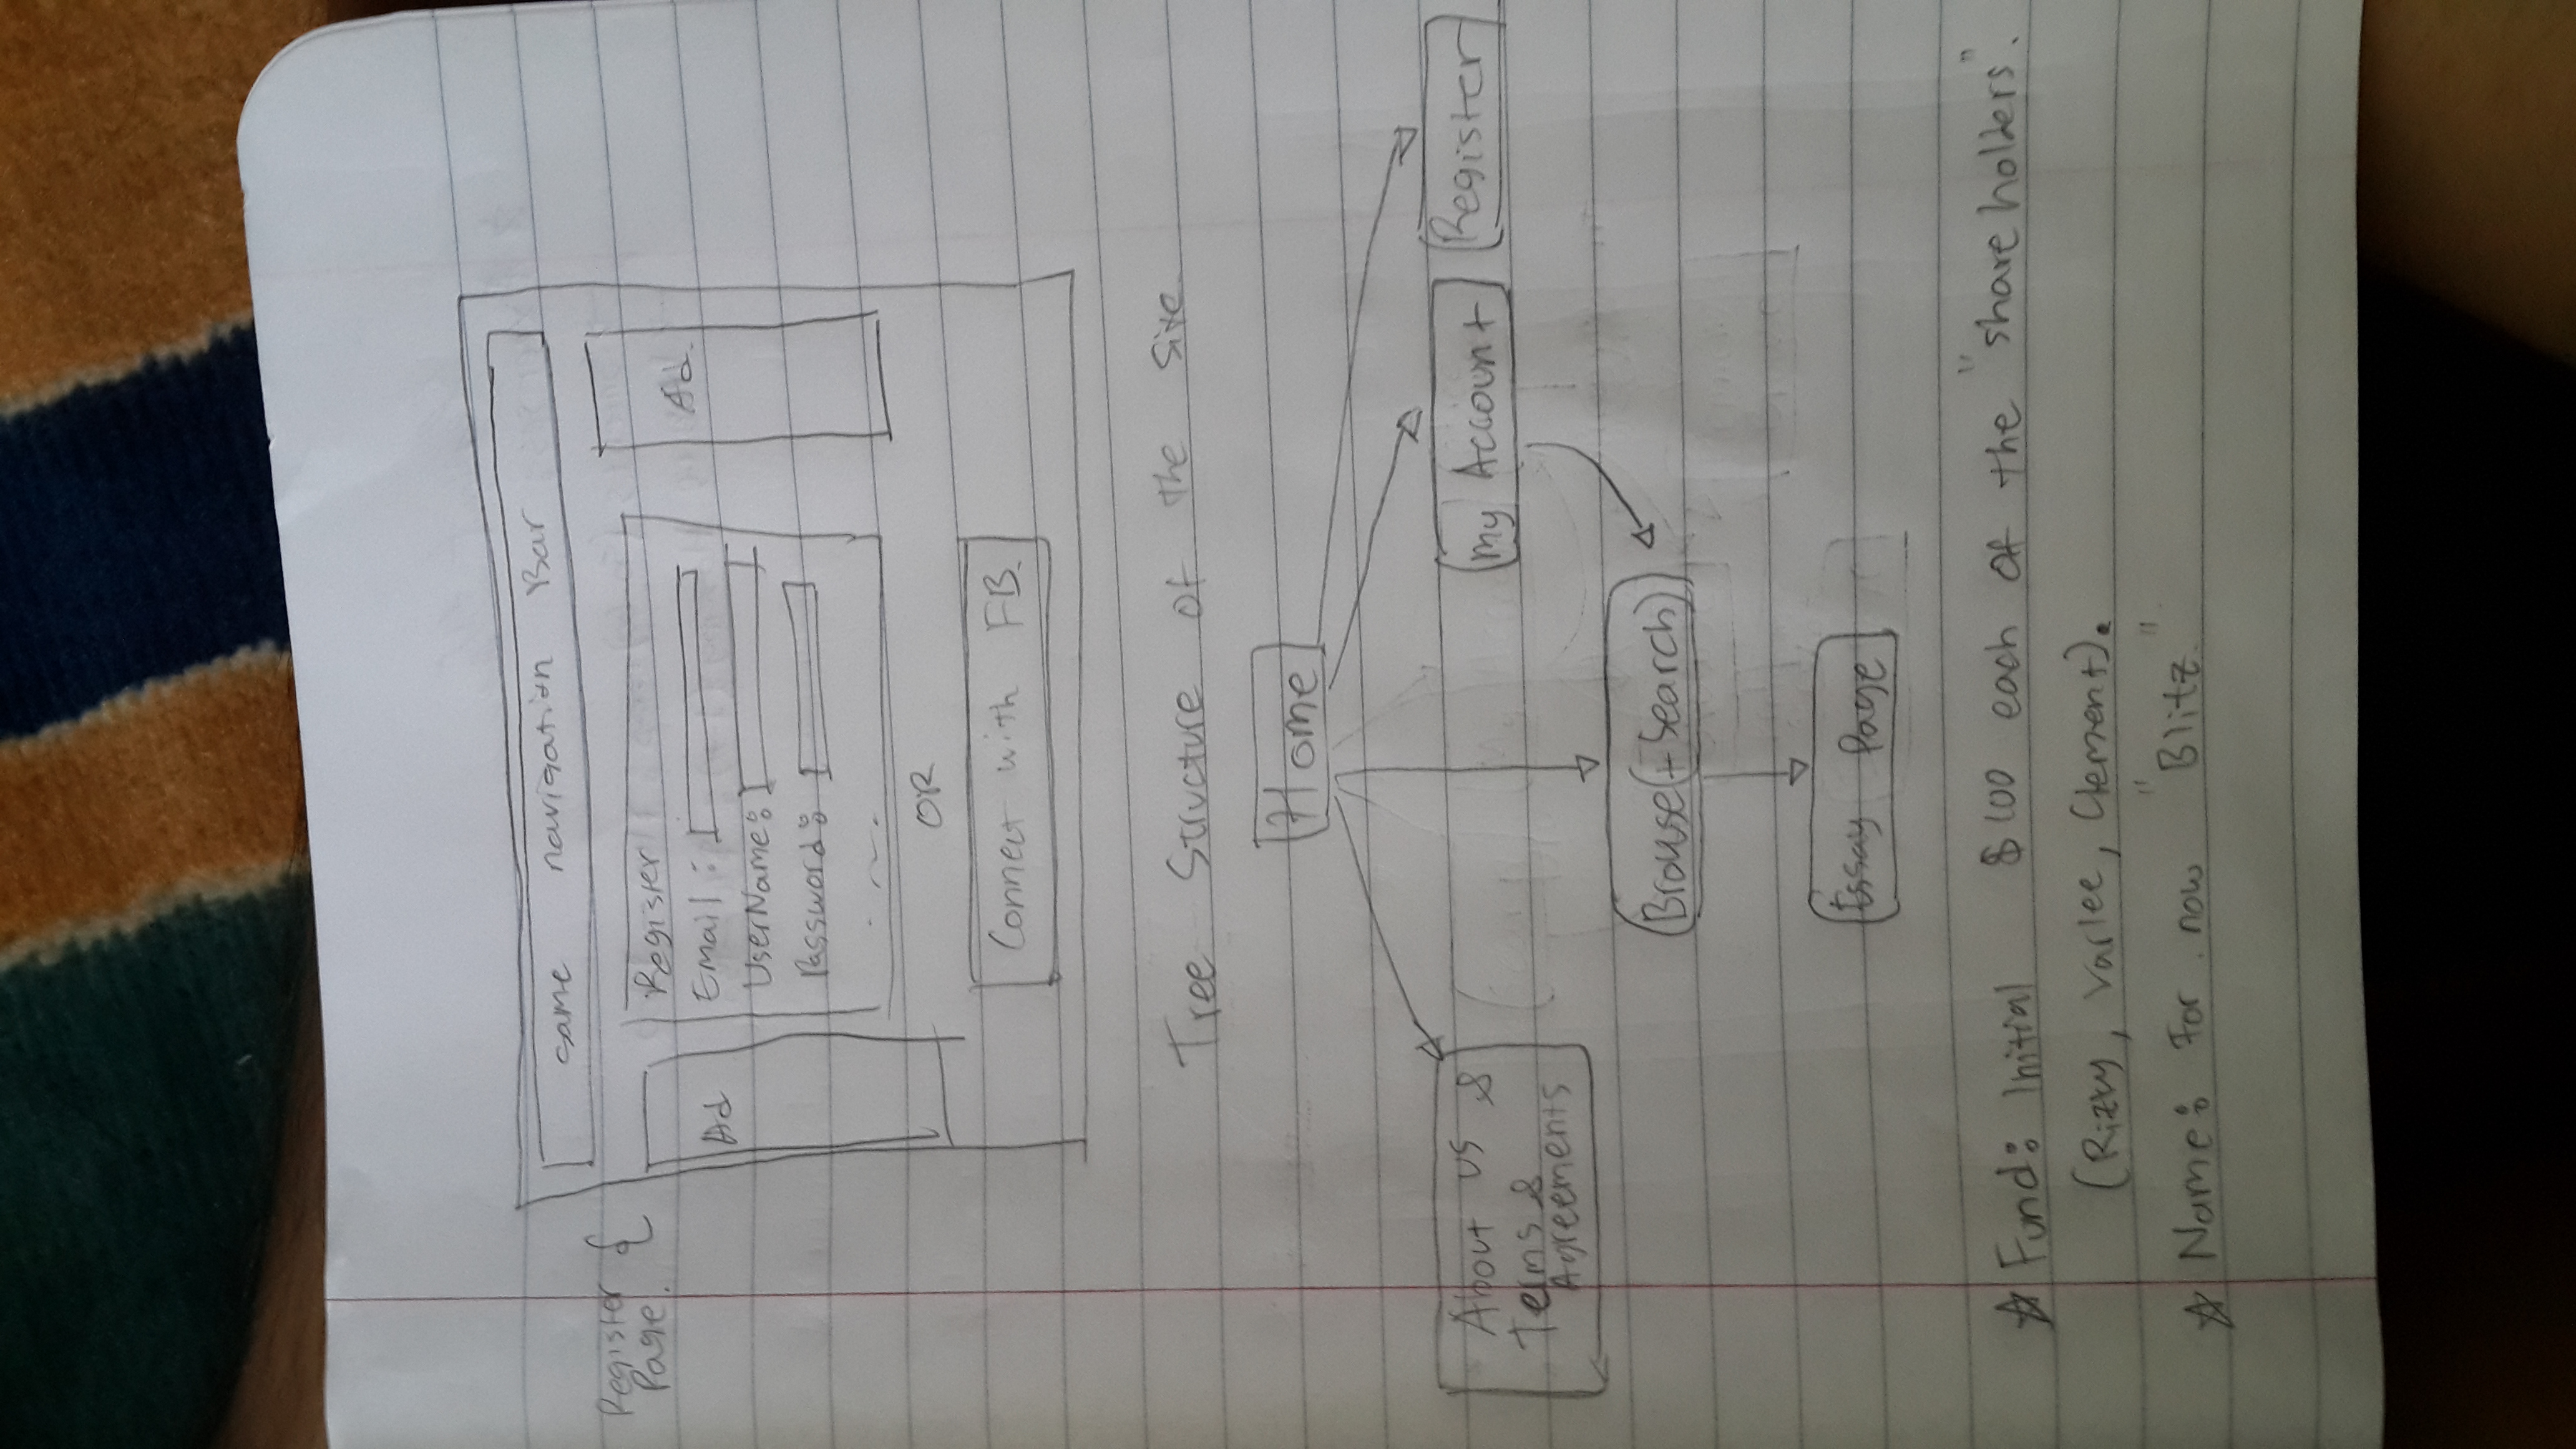 same navigation Bar
Register
Page.
Ad
Register
Email :
UserName:
Password:
Ad.
OR
Connect with FB.
Tree Structure of the Site
Home
About us &
Terms &
Agreements
My Account
Register
Browse(+Search)
Essay Page
☆ Fund: Initial $100 each of the "share holders".
(Rizvy, Varlee, Clement).
☆ Name: For now "Blitz"